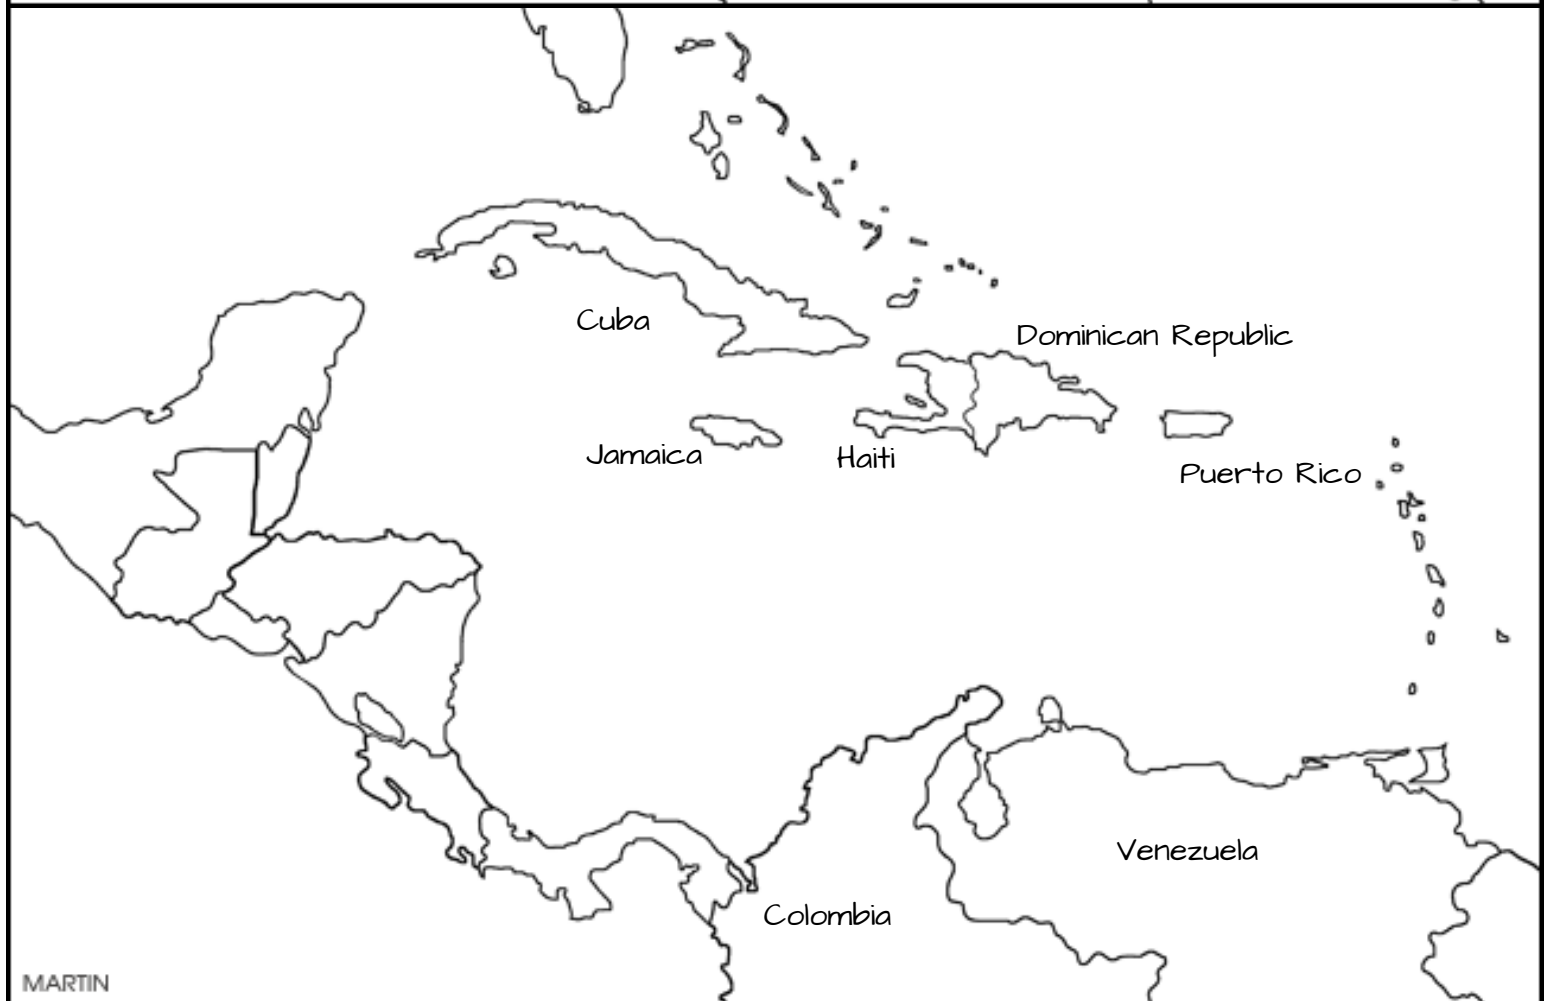 Cuba
Dominican Republic
Jamaica
Haiti
Puerto Rico
Venezuela
Colombia
MARTIN